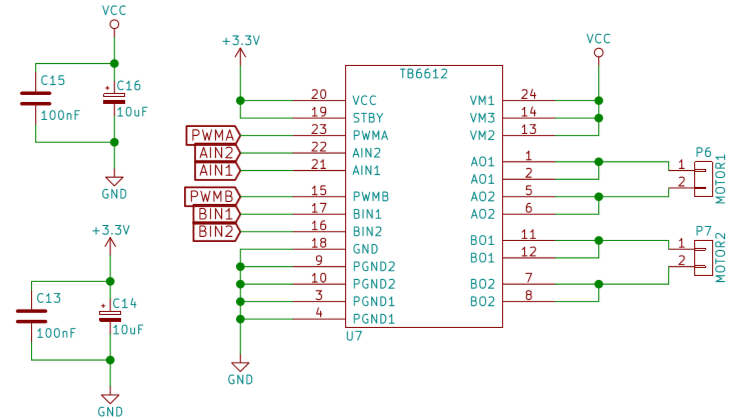 VCC
C15
C16
+
100nF
10uF
GND
+3.3V
C13
C14
+
100nF
10uF
GND
+3.3V
TB6612
VCC
20 VCC VM1 24
19 STBY VM3 14
23 PWMA VM2 13
PWMA
22 AIN2
AIN2
21 AIN1
AIN1
AO1 1
AO1 2
15 PWMB AO2 5
PWMB
17 BIN1 AO2 6
BIN1
16 BIN2
BIN2
18 GND BO1 11
9 PGND2 BO1 12
10 PGND2 BO2 7
3 PGND1 BO2 8
4 PGND1
U7
GND
P6
1
2
MOTOR1
P7
1
2
MOTOR2